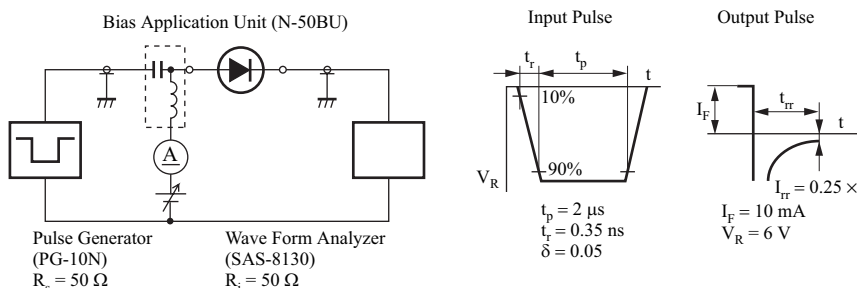 Bias Application Unit (N-50BU)
A
Pulse Generator
(PG-10N)
R_s = 50 Ω
Wave Form Analyzer
(SAS-8130)
R_i = 50 Ω
Input Pulse
t_r
t_p
t
10%
90%
V_R
t_p = 2 μs
t_r = 0.35 ns
δ = 0.05
Output Pulse
I_F
t_rr
t
I_rr = 0.25 ×
I_F = 10 mA
V_R = 6 V